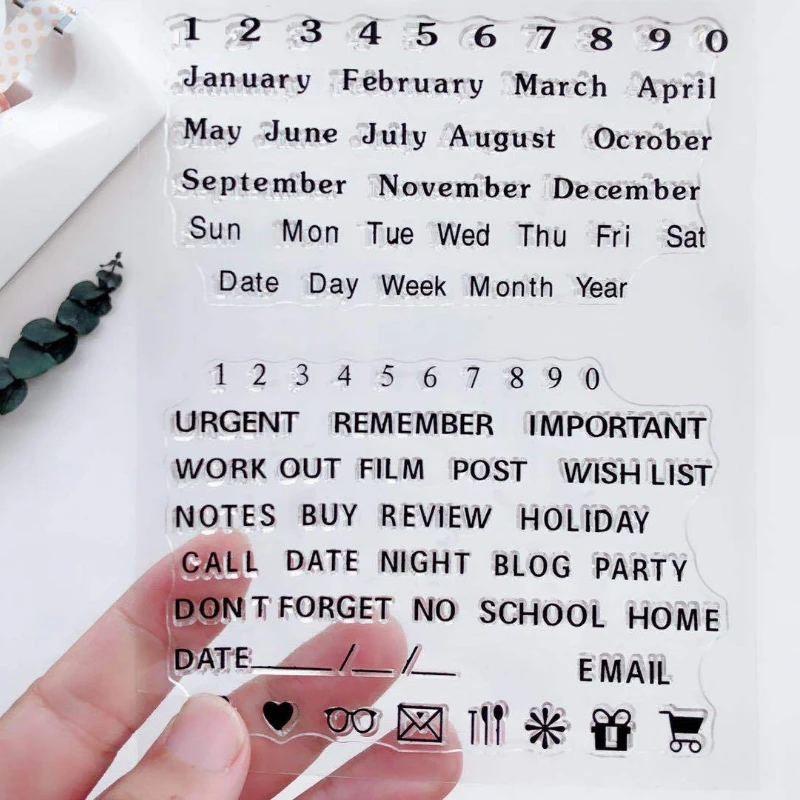 1 2 3 4 5 6 7 8 9 0
January February March April
May June July August Ocrober
September November December
Sun Mon Tue Wed Thu Fri Sat
Date Day Week Month Year
1 2 3 4 5 6 7 8 9 0
URGENT REMEMBER IMPORTANT
WORK OUT FILM POST WISH LIST
NOTES BUY REVIEW HOLIDAY
CALL DATE NIGHT BLOG PARTY
DON T FORGET NO SCHOOL HOME
DATE____/__/__ EMAIL